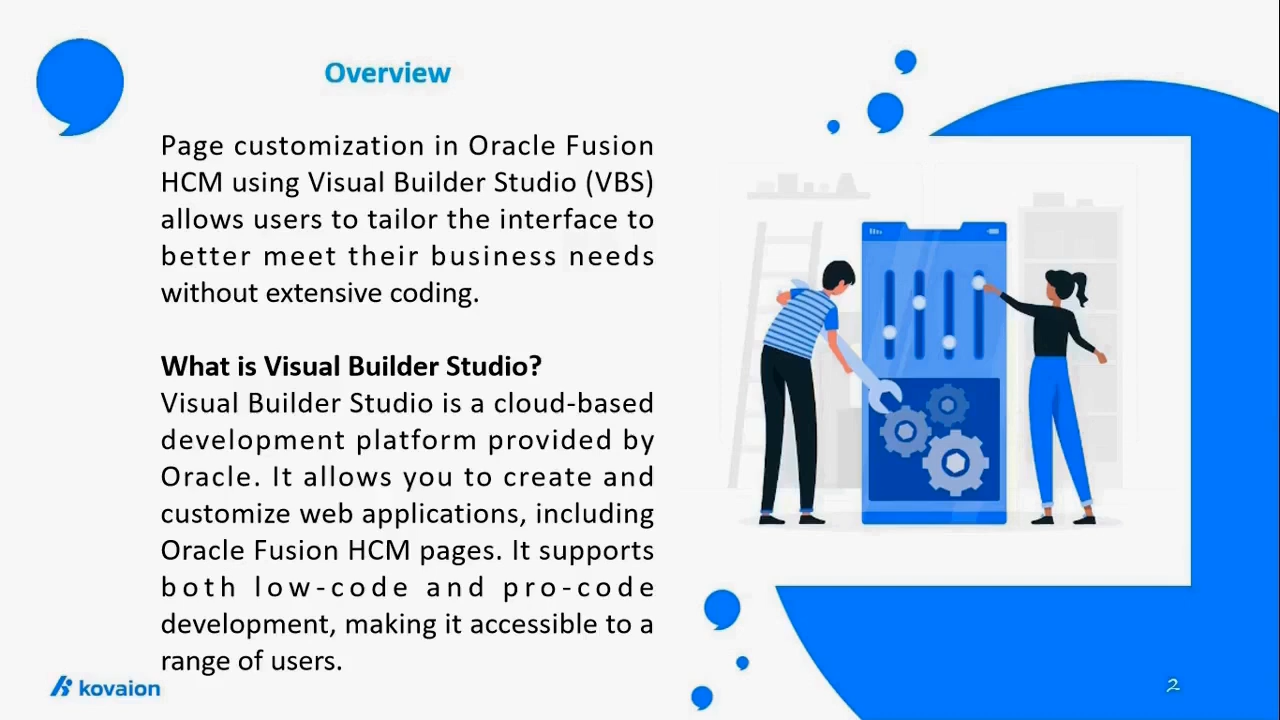 Overview
Page customization in Oracle Fusion
HCM using Visual Builder Studio (VBS)
allows users to tailor the interface to
better meet their business needs
without extensive coding.
What is Visual Builder Studio?
Visual Builder Studio is a cloud-based
development platform provided by
Oracle. It allows you to create and
customize web applications, including
Oracle Fusion HCM pages. It supports
both low-code and pro-code
development, making it accessible to a
range of users.
kovaion
2